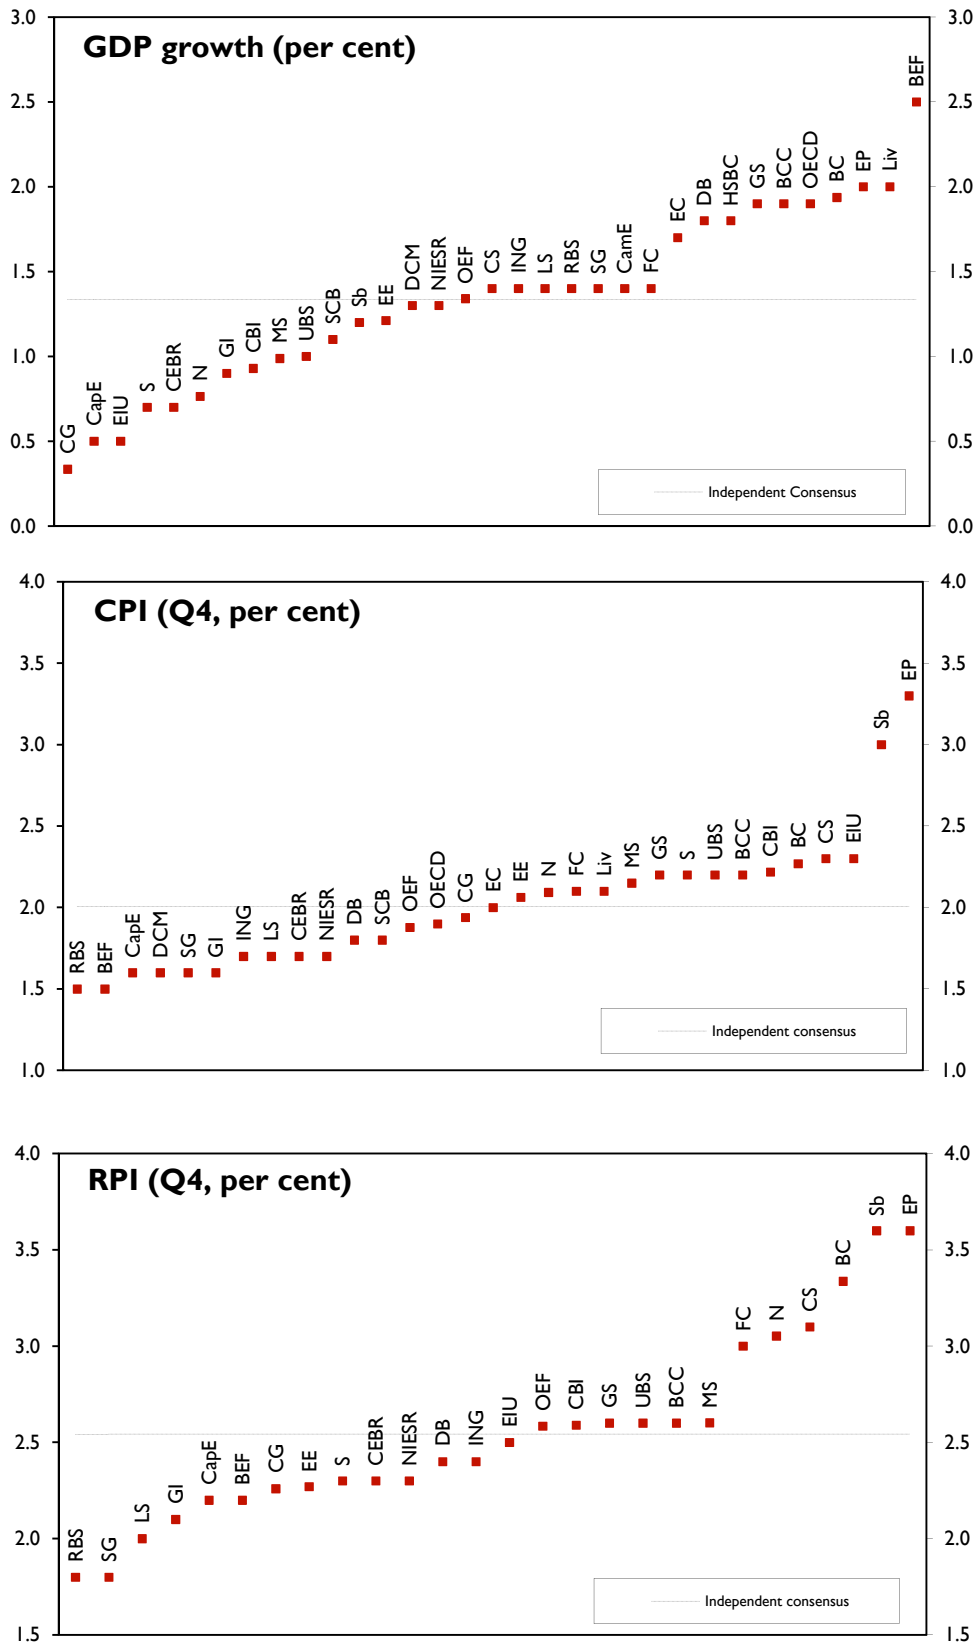 GDP growth (per cent)
3.0 3.0
2.5 2.5
2.0 2.0
1.5 1.5
1.0 1.0
0.5 0.5
0.0 0.0
CG CapE EIU S CEBR N GI CBI MS UBS SCB Sb EE DCM NIESR OEF CS ING LS RBS SG CamE FC EC DB HSBC GS BCC OECD BC EP Liv BEF
Independent Consensus
CPI (Q4, per cent)
4.0 4.0
3.5 3.5
3.0 3.0
2.5 2.5
2.0 2.0
1.5 1.5
1.0 1.0
RBS BEF CapE DCM SG GI ING LS CEBR NIESR DB SCB OEF OECD CG EC EE N FC Liv MS GS S UBS BCC CBI BC CS EIU Sb EP
Independent consensus
RPI (Q4, per cent)
4.0 4.0
3.5 3.5
3.0 3.0
2.5 2.5
2.0 2.0
1.5 1.5
RBS SG LS GI CapE BEF CG EE S CEBR NIESR DB ING EIU OEF CBI GS UBS BCC MS FC N CS BC Sb EP
Independent consensus